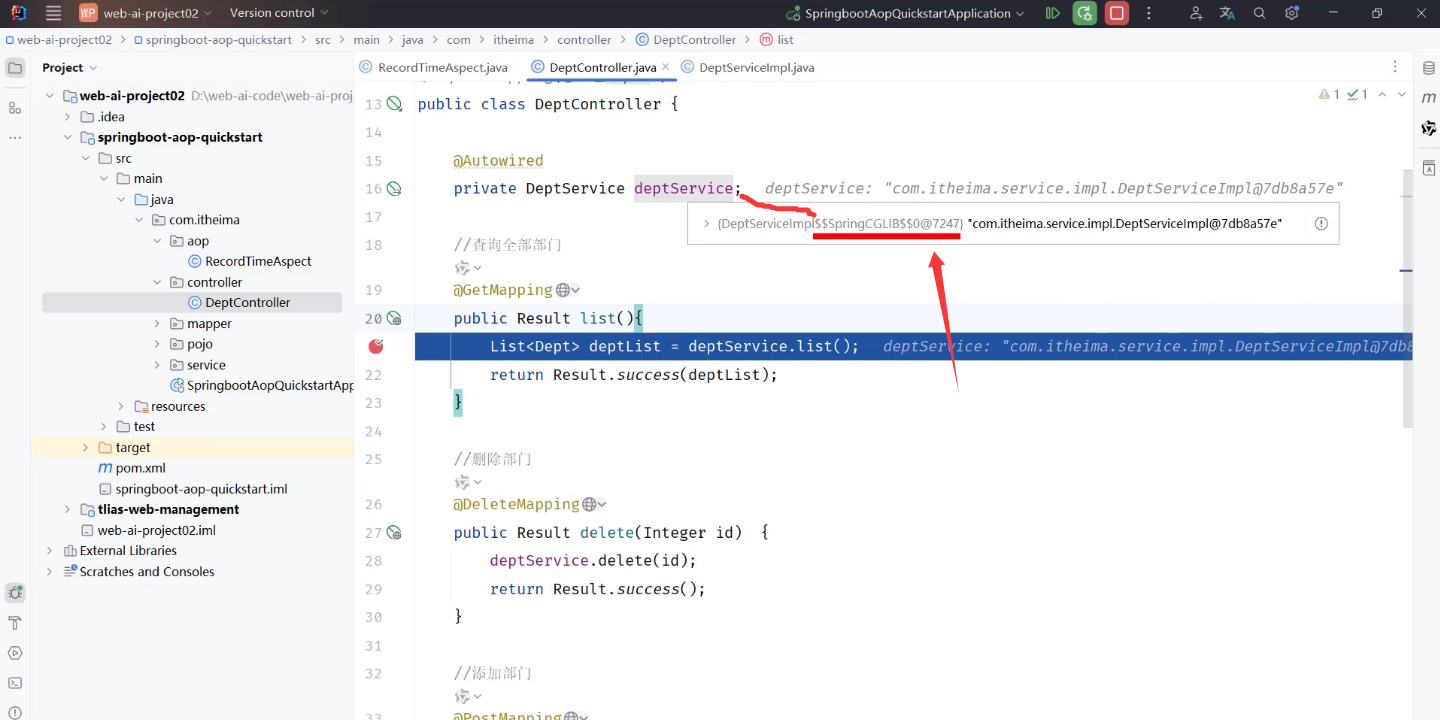 WP web-ai-project02 Version control SpringbootAopQuickstartApplication
web-ai-project02 springboot-aop-quickstart src main java com itheima controller DeptController list
Project
RecordTimeAspect.java DeptController.java DeptServiceImpl.java
web-ai-project02 D:\web-ai-code\web-ai-proj
.idea
springboot-aop-quickstart
src
main
java
com.itheima
aop
RecordTimeAspect
controller
DeptController
mapper
pojo
service
SpringbootAopQuickstartApp
resources
test
target
pom.xml
springboot-aop-quickstart.iml
tlias-web-management
web-ai-project02.iml
External Libraries
Scratches and Consoles
1 1
13 public class DeptController {
14
15 @Autowired
16 private DeptService deptService; deptService: "com.itheima.service.impl.DeptServiceImpl@7db8a57e"
{DeptServiceImpl$$SpringCGLIB$$0@7247} "com.itheima.service.impl.DeptServiceImpl@7db8a57e"
17
18 //查询全部部门
19 @GetMapping
20 public Result list(){
List<Dept> deptList = deptService.list(); deptService: "com.itheima.service.impl.DeptServiceImpl@7db8
22 return Result.success(deptList);
23 }
24
25 //删除部门
26 @DeleteMapping
27 public Result delete(Integer id) {
28 deptService.delete(id);
29 return Result.success();
30 }
31
32 //添加部门
33 @PostMapping